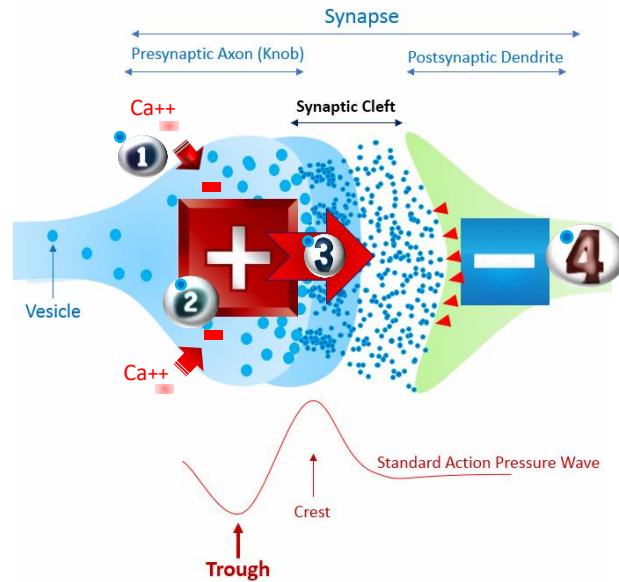 Synapse
Presynaptic Axon (Knob)
Postsynaptic Dendrite
Synaptic Cleft
Ca++
1
+
3
4
2
Vesicle
Ca++
Standard Action Pressure Wave
Crest
Trough